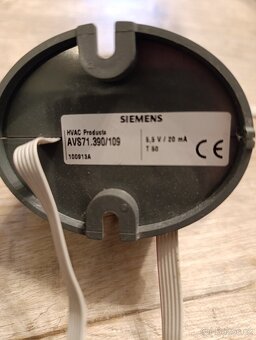 SIEMENS
HVAC Products
AVS71.390/109 5,5 V / 20 mA
100913A T 50
CE